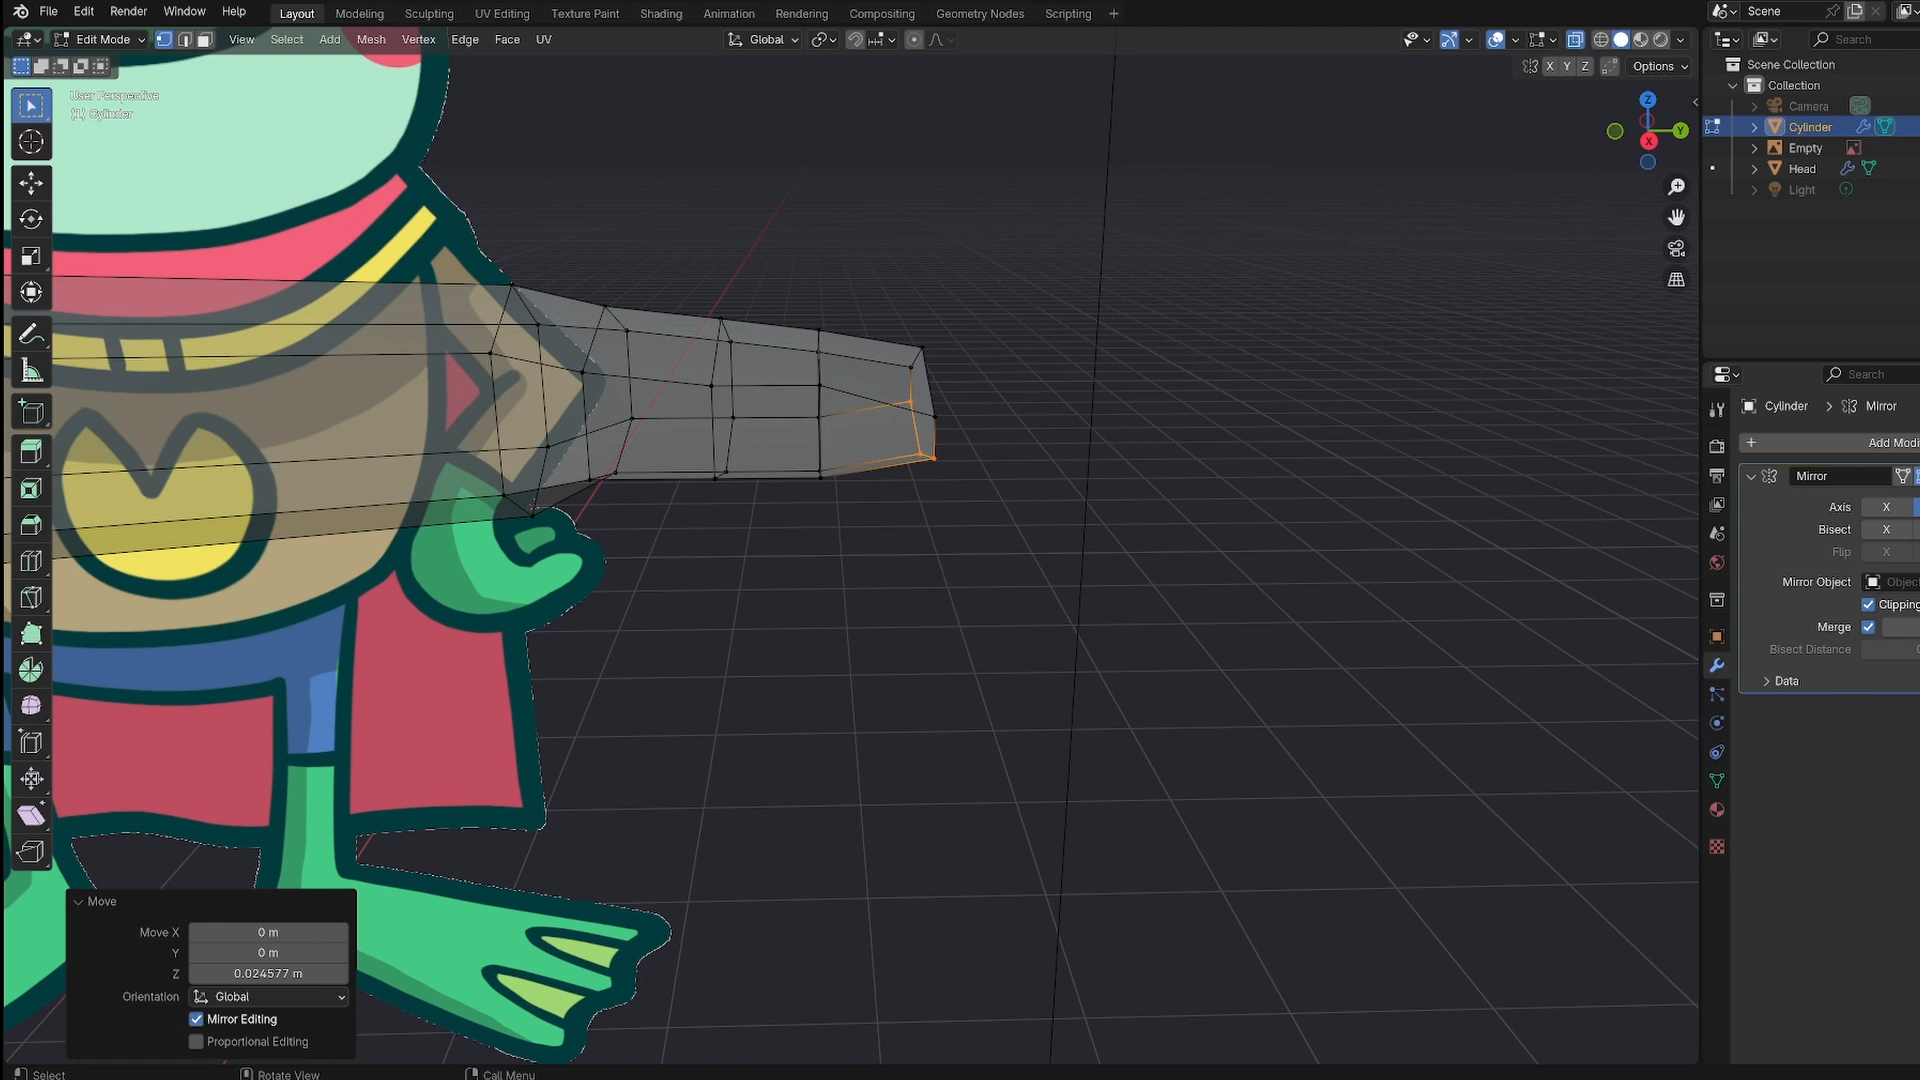 File Edit Render Window Help Layout Modeling Sculpting UV Editing Texture Paint Shading Animation Rendering Compositing Geometry Nodes Scripting + Scene
Edit Mode View Select Add Mesh Vertex Edge Face UV Global Search
X Y Z Options
User Perspective
(1) Cylinder
Scene Collection
Collection
Camera
Cylinder
Empty
Head
Light
Z
Y
X
Search
Cylinder > Mirror
+ Add Modi
Mirror
Axis X
Bisect X
Flip X
Mirror Object Object
Clipping
Merge
Bisect Distance
Data
Move
Move X 0 m
Y 0 m
Z 0.024577 m
Orientation Global
Mirror Editing
Proportional Editing
Select Rotate View Call Menu